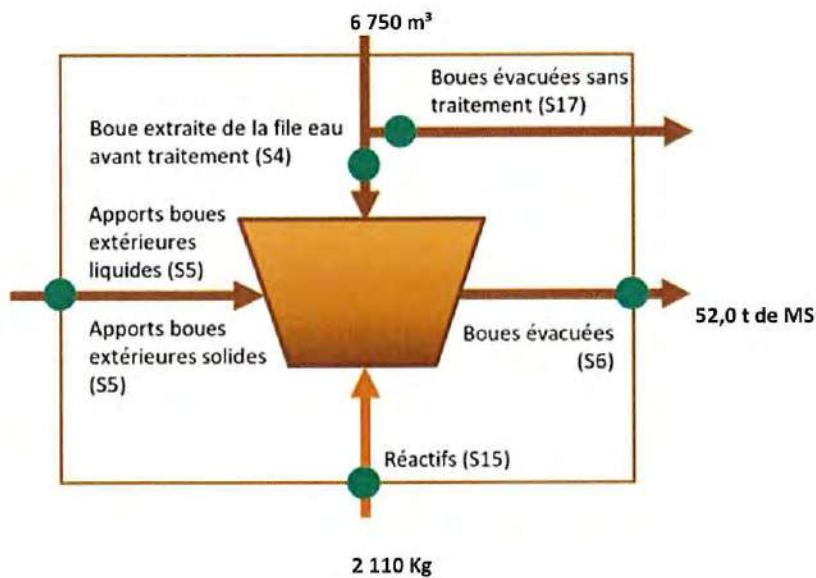 6 750 m³
Boues évacuées sans
traitement (S17)
Boue extraite de la file eau
avant traitement (S4)
Apports boues
extérieures
liquides (S5)
52,0 t de MS
Apports boues
extérieures solides
(S5)
Boues évacuées
(S6)
Réactifs (S15)
2 110 Kg